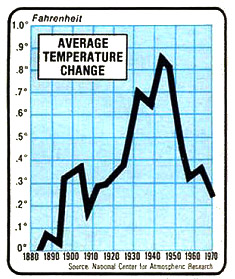 Fahrenheit
AVERAGE
TEMPERATURE
CHANGE
1.0°
.9°
.8°
.7°
.6°
.5°
.4°
.3°
.2°
.1°
0°
1880 1890 1900 1910 1920 1930 1940 1950 1960 1970
Source: National Center for Atmospheric Research